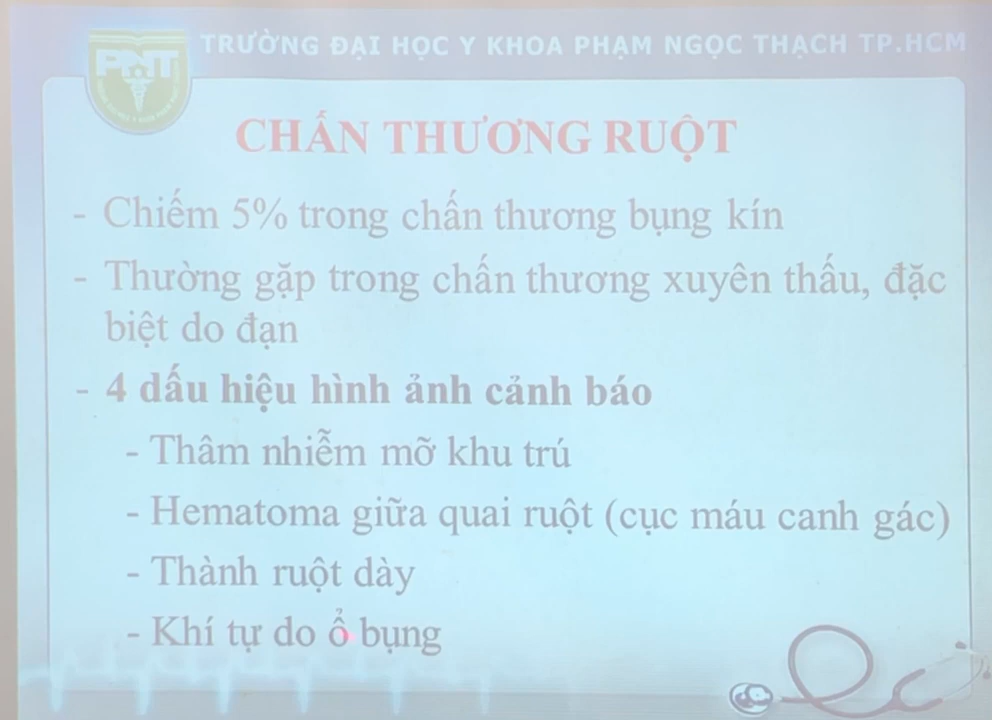 PNT
TRƯỜNG ĐẠI HỌC Y KHOA PHẠM NGỌC THẠCH TP.HCM
CHẤN THƯƠNG RUỘT
- Chiếm 5% trong chấn thương bụng kín
- Thường gặp trong chấn thương xuyên thấu, đặc
biệt do đạn
- 4 dấu hiệu hình ảnh cảnh báo
- Thâm nhiễm mỡ khu trú
- Hematoma giữa quai ruột (cục máu canh gác)
- Thành ruột dày
- Khí tự do ổ bụng